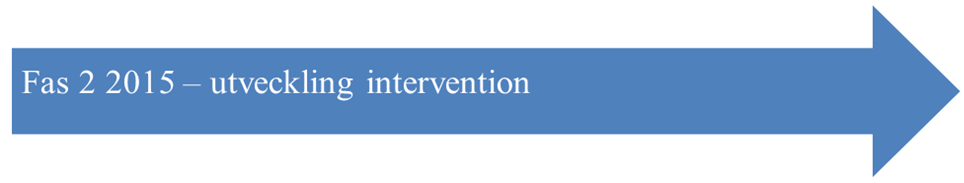 Fas 2 2015 – utveckling intervention